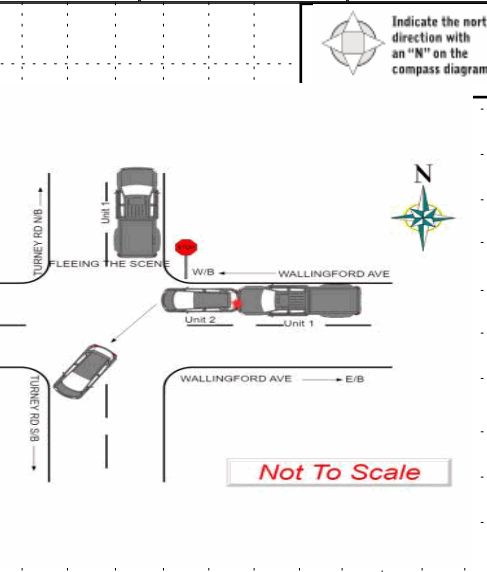 Indicate the nort
direction with
an "N" on the
compass diagram
N
TURNEY RD N/B
Unit 1
FLEEING THE SCENE
STOP
W/B
WALLINGFORD AVE
Unit 2
Unit 1
WALLINGFORD AVE
E/B
TURNEY RD S/B
Not To Scale